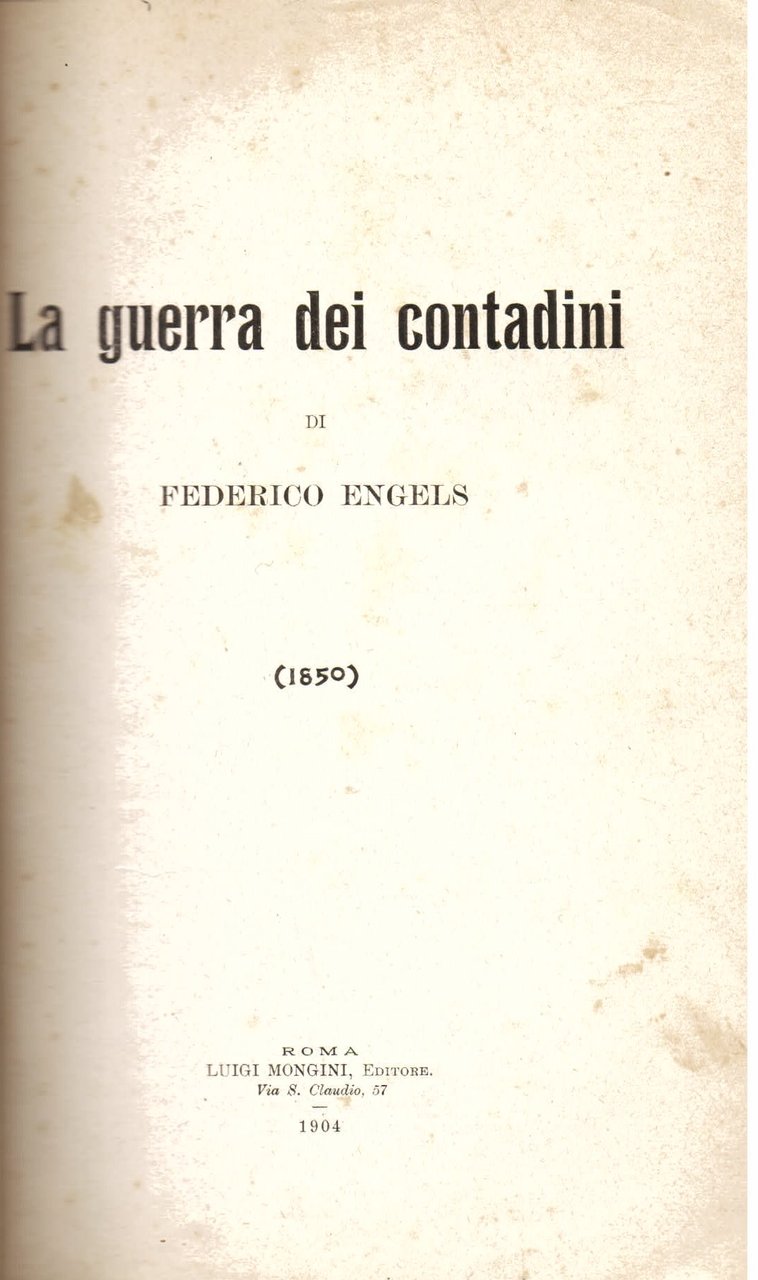 La guerra dei contadini
DI
FEDERICO ENGELS
(1850)
ROMA
LUIGI MONGINI, EDITORE.
Via S. Claudio, 57
1904